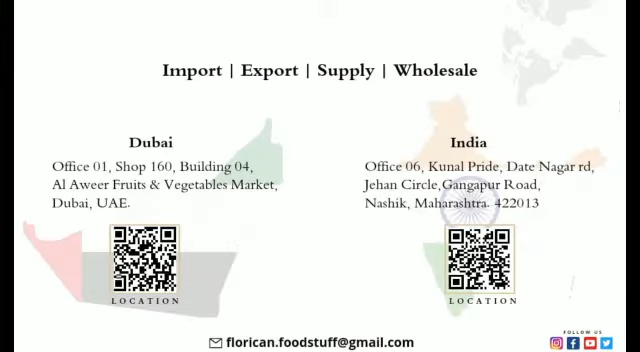 Import | Export | Supply | Wholesale
Dubai
Office 01, Shop 160, Building 04,
Al Aweer Fruits & Vegetables Market,
Dubai, UAE.
LOCATION
India
Office 06, Kunal Pride, Date Nagar rd,
Jehan Circle,Gangapur Road,
Nashik, Maharashtra. 422013
LOCATION
florican.foodstuff@gmail.com
FOLLOW US